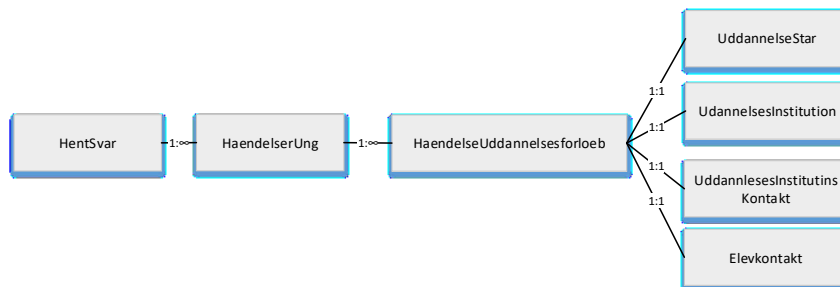 UddannelseStar
1:1
UdannelsesInstitution
1:1
HentSvar
1:∞
HaendelserUng
1:∞
HaendelseUddannelsesforloeb
1:1
UddannlesesInstitutins
Kontakt
1:1
Elevkontakt